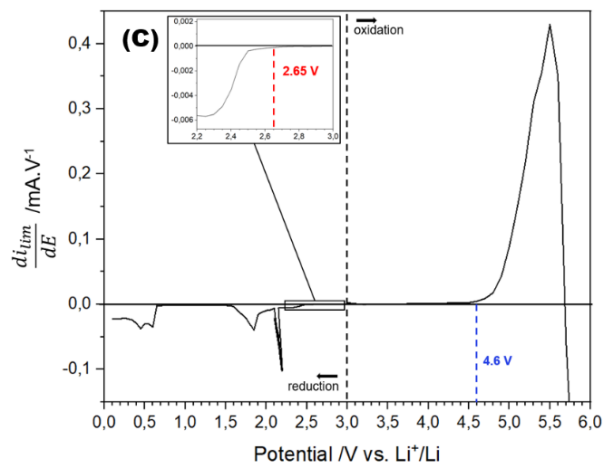 (C)
0,002
0,000
-0,002
-0,004
-0,006
2,2 2,4 2,6 2,8 3,0
2.65 V
oxidation
0,4
0,3
0,2
0,1
0,0
-0,1
di_lim/dE /mA.V⁻¹
reduction
4.6 V
0,0 0,5 1,0 1,5 2,0 2,5 3,0 3,5 4,0 4,5 5,0 5,5 6,0
Potential /V vs. Li⁺/Li